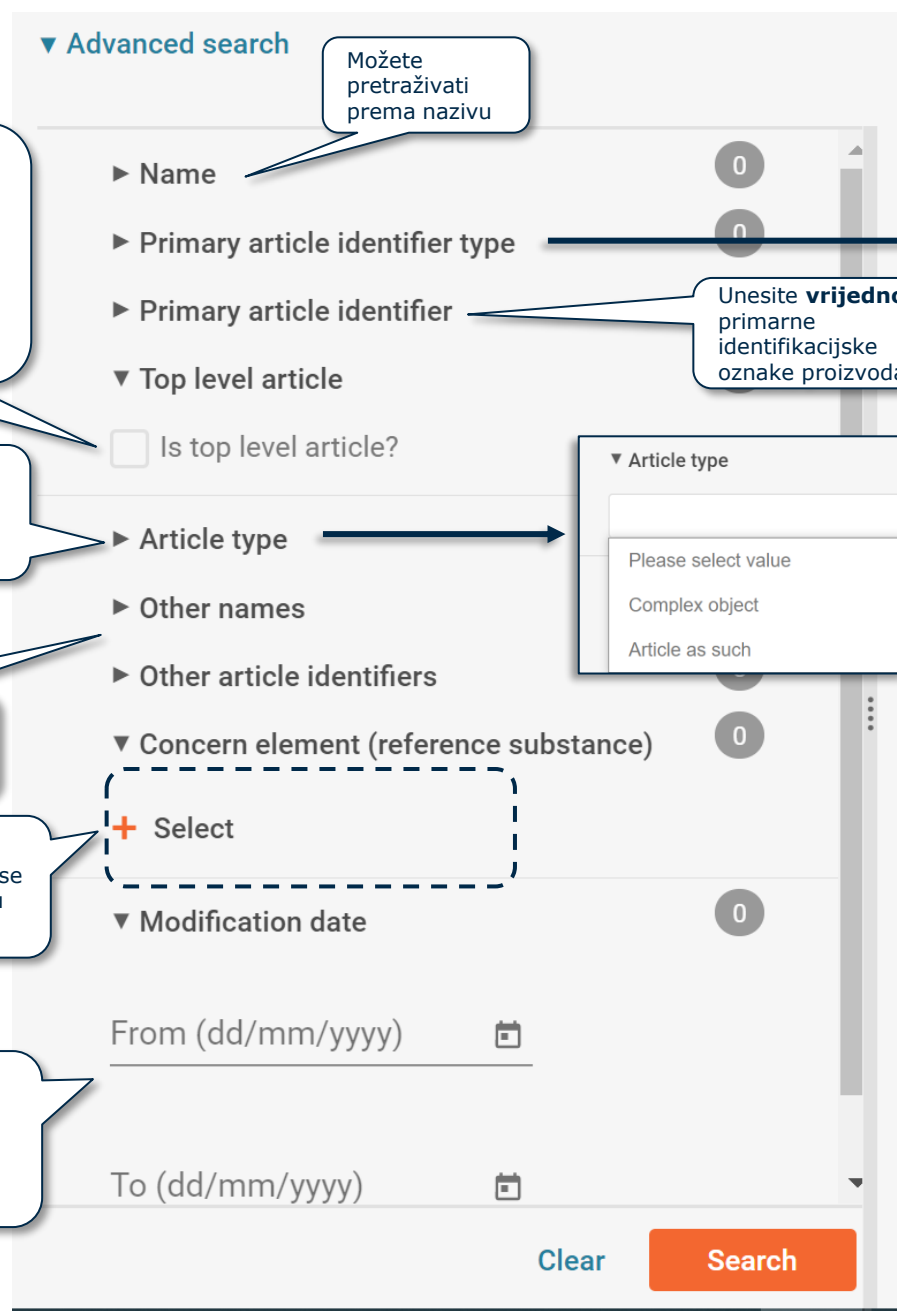 ▼ Advanced search
Možete
pretraživati
prema nazivu
► Name
0
► Primary article identifier type
0
► Primary article identifier
Unesite
primarne
identifikacijske
oznake proizvoda
▼ Top level article
Is top level article?
► Article type
▼ Article type
Please select value
Complex object
Article as such
► Other names
► Other article identifiers
▼ Concern element (reference substance)
0
+ Select
se
▼ Modification date
0
From (dd/mm/yyyy)
To (dd/mm/yyyy)
Clear
Search